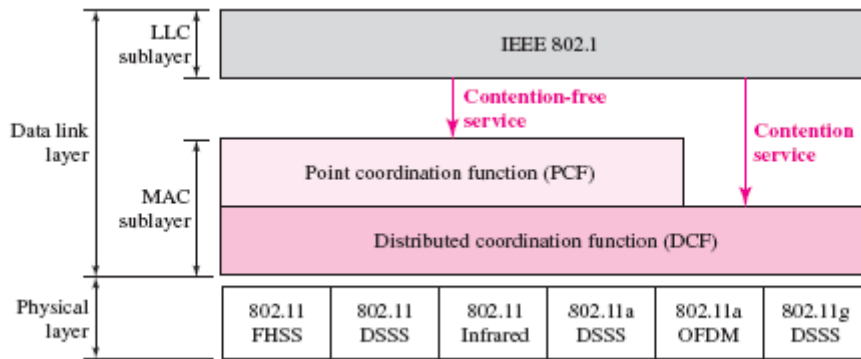 LLC
sublayer
IEEE 802.1
Contention-free
service
Contention
service
Data link
layer
MAC
sublayer
Point coordination function (PCF)
Distributed coordination function (DCF)
Physical
layer
802.11
FHSS
802.11
DSSS
802.11
Infrared
802.11a
DSSS
802.11a
OFDM
802.11g
DSSS